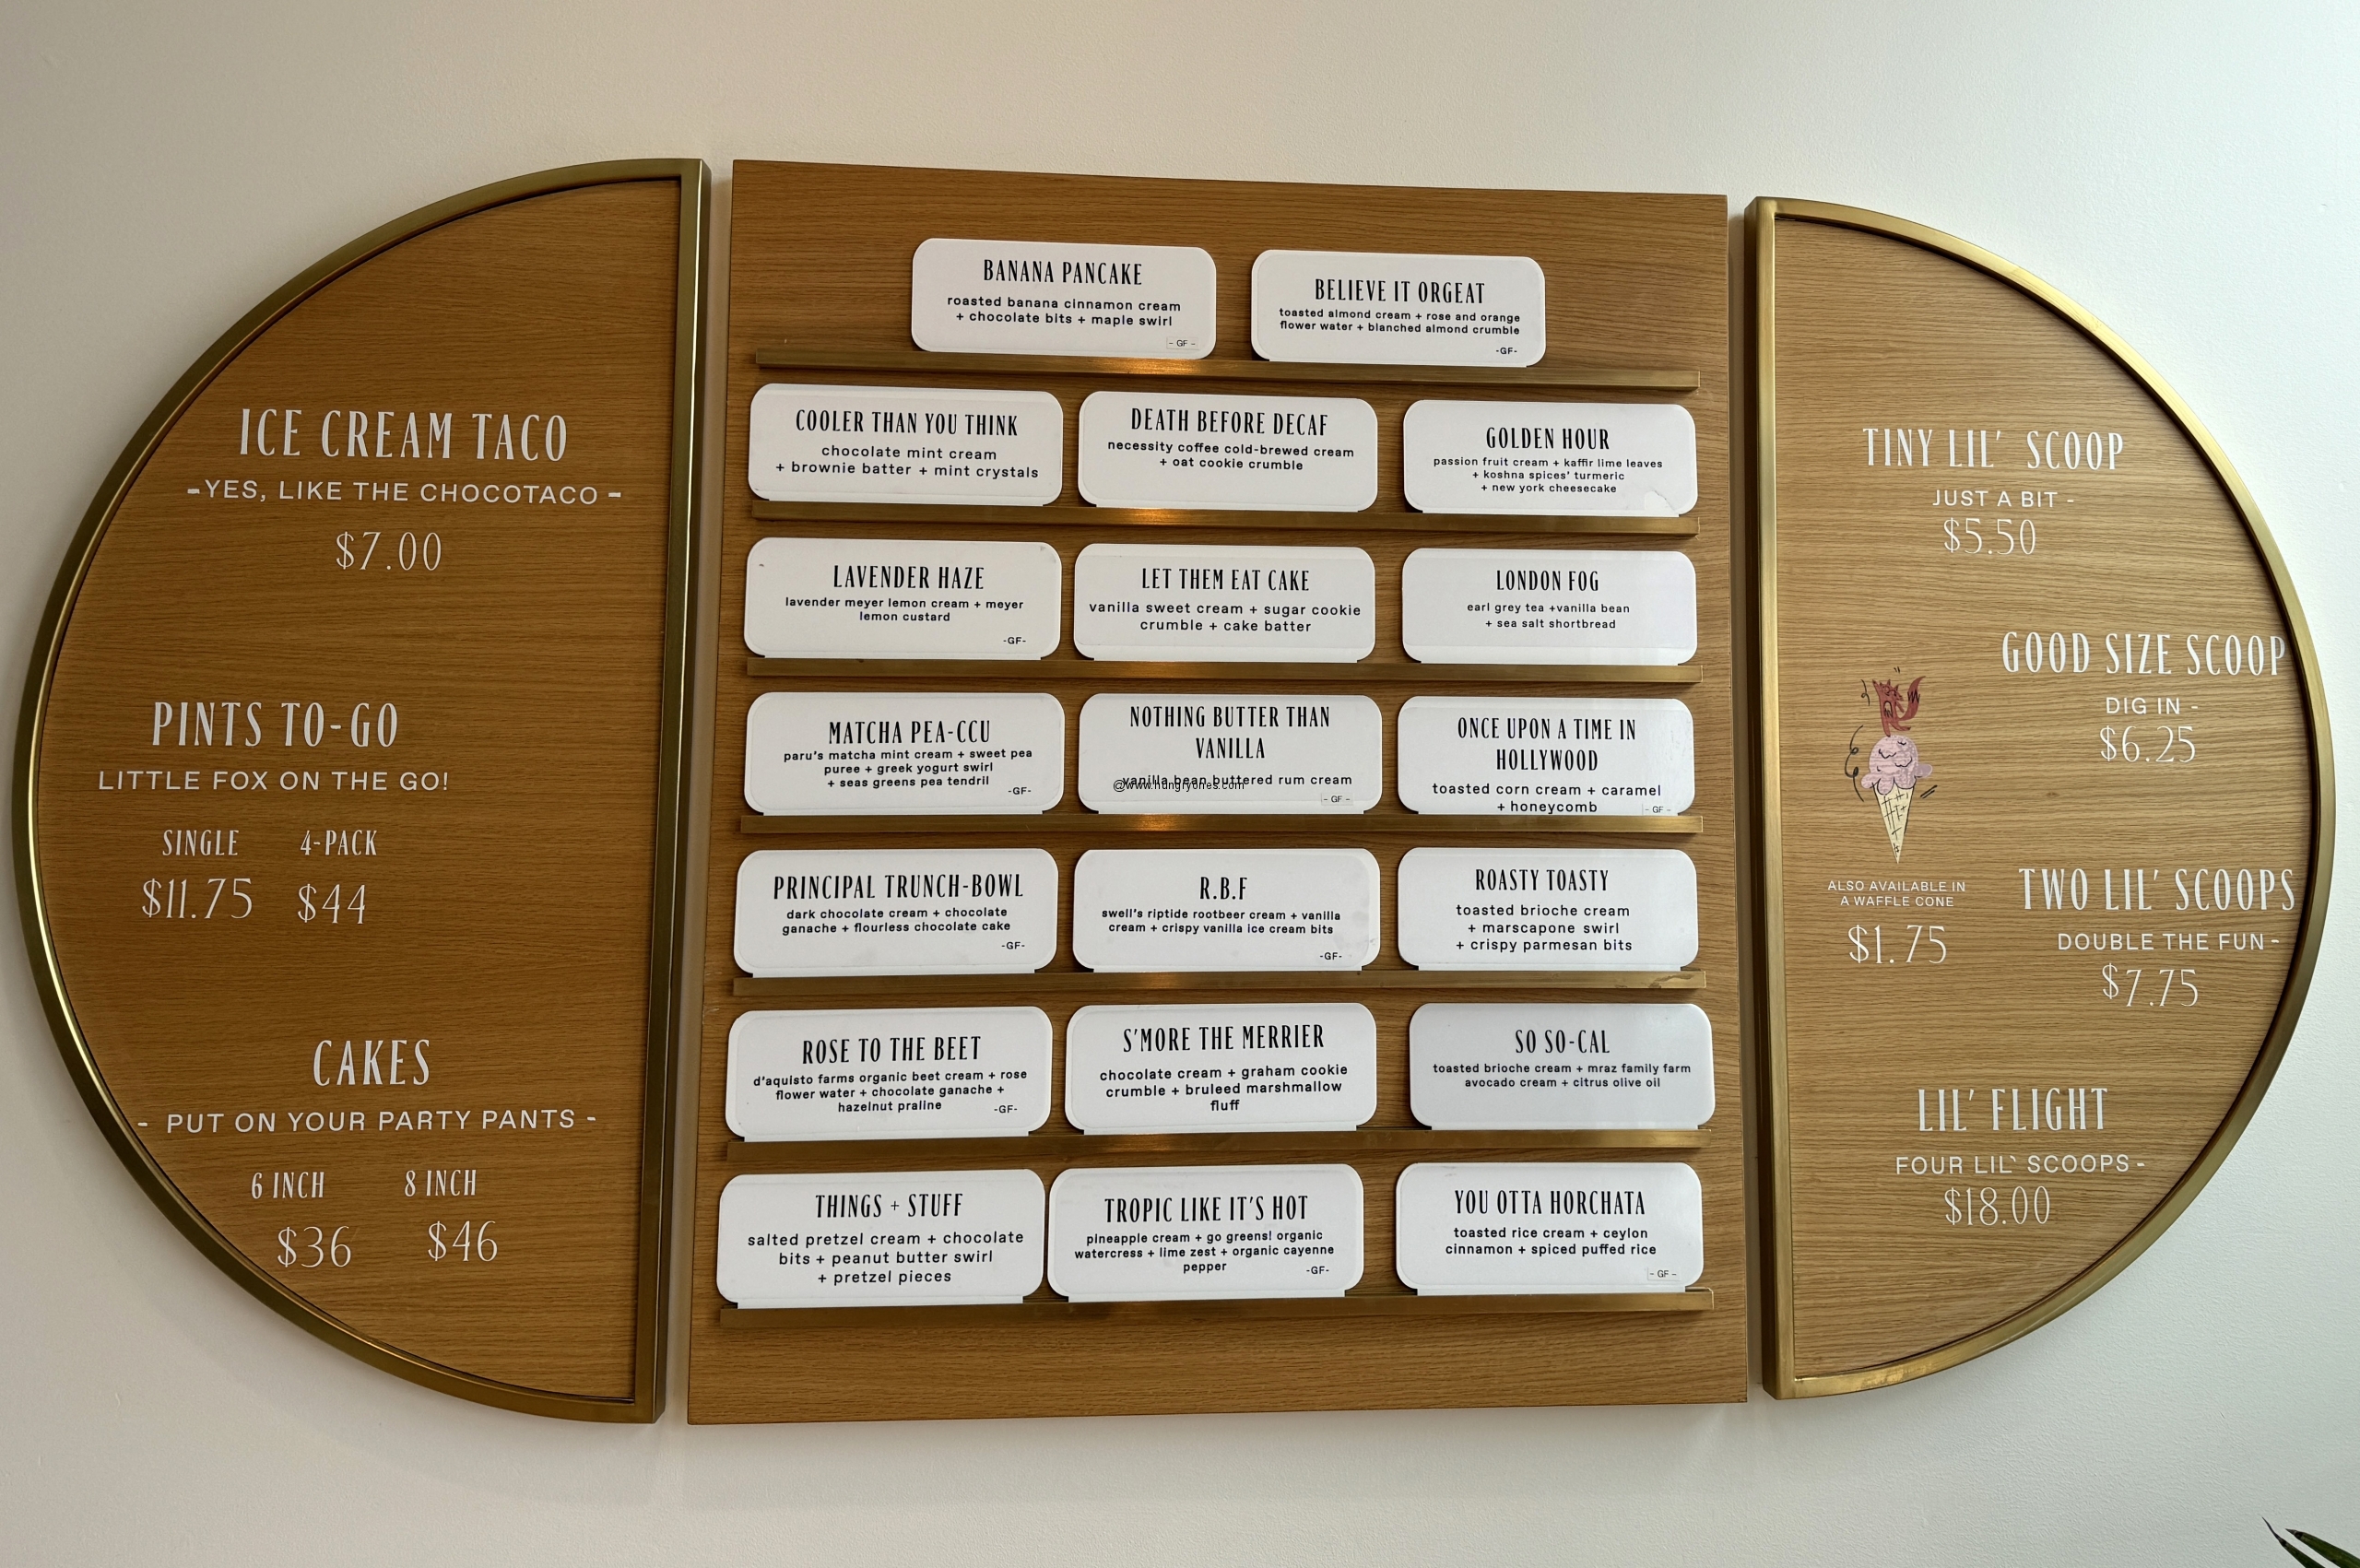 ICE CREAM TACO
-YES, LIKE THE CHOCOTACO -
$7.00
PINTS TO-GO
LITTLE FOX ON THE GO!
SINGLE 4-PACK
$11.75 $44
CAKES
- PUT ON YOUR PARTY PANTS -
6 INCH 8 INCH
$36 $46
BANANA PANCAKE
roasted banana cinnamon cream
+ chocolate bits + maple swirl
- GF -
BELIEVE IT ORGEAT
toasted almond cream + rose and orange
flower water + blanched almond crumble
-GF-
COOLER THAN YOU THINK
chocolate mint cream
+ brownie batter + mint crystals
DEATH BEFORE DECAF
necessity coffee cold-brewed cream
+ oat cookie crumble
GOLDEN HOUR
passion fruit cream + kaffir lime leaves
+ koshna spices' turmeric
+ new york cheesecake
LAVENDER HAZE
lavender meyer lemon cream + meyer
lemon custard
-GF-
LET THEM EAT CAKE
vanilla sweet cream + sugar cookie
crumble + cake batter
LONDON FOG
earl grey tea +vanilla bean
+ sea salt shortbread
MATCHA PEA-CCU
paru's matcha mint cream + sweet pea
puree + greek yogurt swirl
+ seas greens pea tendril
-GF-
NOTHING BUTTER THAN
VANILLA
vanilla bean buttered rum cream
@www.hungryones.com
- GF -
ONCE UPON A TIME IN
HOLLYWOOD
toasted corn cream + caramel
+ honeycomb
- GF -
PRINCIPAL TRUNCH-BOWL
dark chocolate cream + chocolate
ganache + flourless chocolate cake
-GF-
R.B.F
swell's riptide rootbeer cream + vanilla
cream + crispy vanilla ice cream bits
-GF-
ROASTY TOASTY
toasted brioche cream
+ marscapone swirl
+ crispy parmesan bits
ROSE TO THE BEET
d'aquisto farms organic beet cream + rose
flower water + chocolate ganache +
hazelnut praline
-GF-
S'MORE THE MERRIER
chocolate cream + graham cookie
crumble + bruleed marshmallow
fluff
SO SO-CAL
toasted brioche cream + mraz family farm
avocado cream + citrus olive oil
THINGS + STUFF
salted pretzel cream + chocolate
bits + peanut butter swirl
+ pretzel pieces
TROPIC LIKE IT'S HOT
pineapple cream + go greens! organic
watercress + lime zest + organic cayenne
pepper
-GF-
YOU OTTA HORCHATA
toasted rice cream + ceylon
cinnamon + spiced puffed rice
- GF -
TINY LIL' SCOOP
JUST A BIT -
$5.50
GOOD SIZE SCOOP
DIG IN -
$6.25
ALSO AVAILABLE IN
A WAFFLE CONE
$1.75
TWO LIL' SCOOPS
DOUBLE THE FUN -
$7.75
LIL' FLIGHT
FOUR LIL` SCOOPS -
$18.00